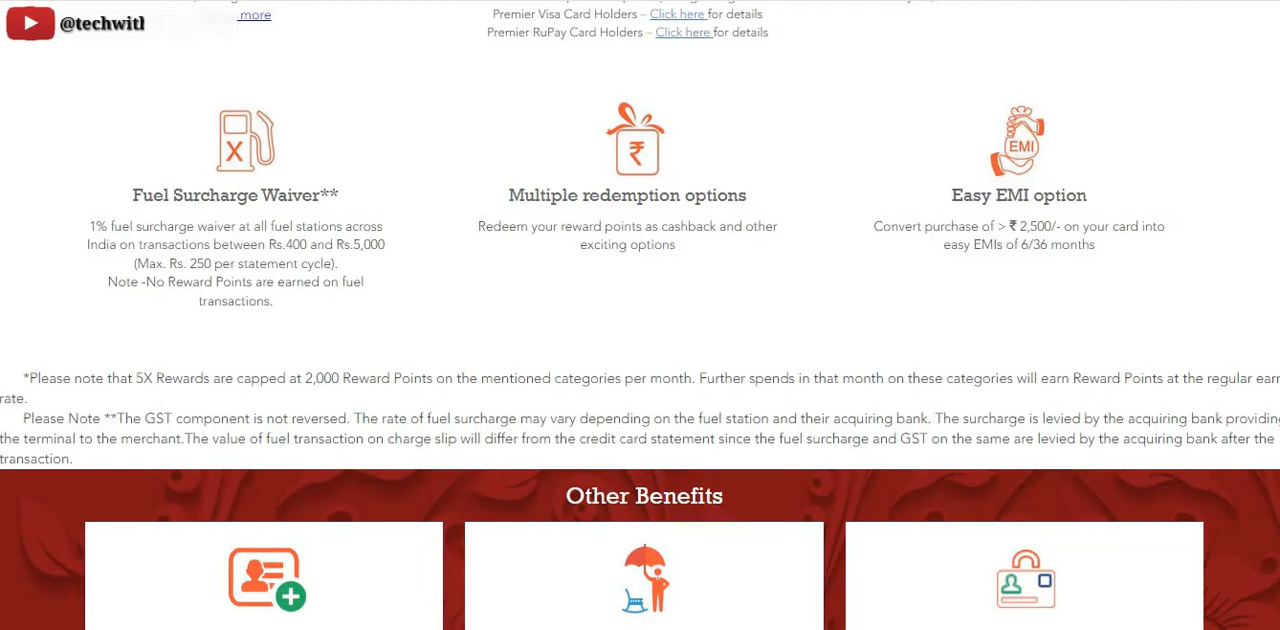 @techwitl
more
Premier Visa Card Holders – Click here for details
Premier RuPay Card Holders – Click here for details
X
₹
EMI
Fuel Surcharge Waiver**
1% fuel surcharge waiver at all fuel stations across
India on transactions between Rs.400 and Rs.5,000
(Max. Rs. 250 per statement cycle).
Note -No Reward Points are earned on fuel
transactions.
Multiple redemption options
Redeem your reward points as cashback and other
exciting options
Easy EMI option
Convert purchase of > ₹ 2,500/- on your card into
easy EMIs of 6/36 months
*Please note that 5X Rewards are capped at 2,000 Reward Points on the mentioned categories per month. Further spends in that month on these categories will earn Reward Points at the regular earn
rate.
Please Note **The GST component is not reversed. The rate of fuel surcharge may vary depending on the fuel station and their acquiring bank. The surcharge is levied by the acquiring bank providing
the terminal to the merchant.The value of fuel transaction on charge slip will differ from the credit card statement since the fuel surcharge and GST on the same are levied by the acquiring bank after the
transaction.
Other Benefits